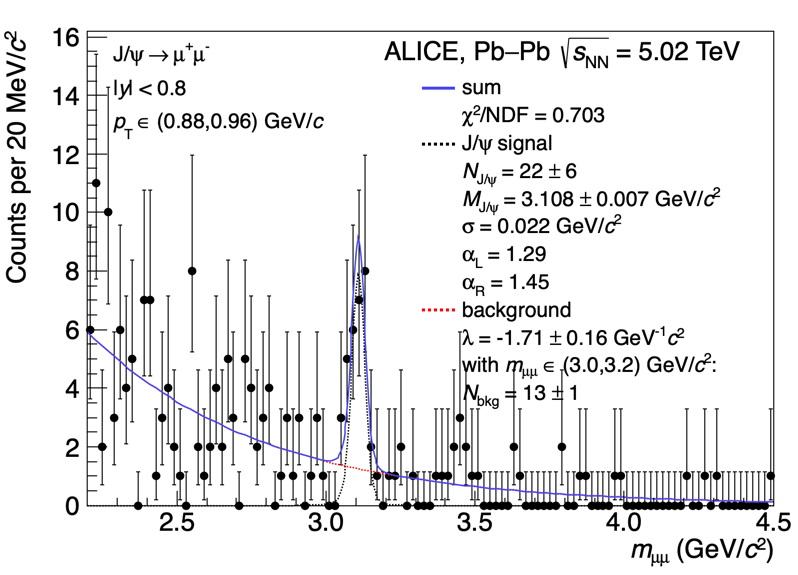 Counts per 20 MeV/c²
16
14
12
10
8
6
4
2
0
J/ψ→μ⁺μ⁻
|y| < 0.8
p_T ∈ (0.88,0.96) GeV/c
ALICE, Pb–Pb √s_NN = 5.02 TeV
sum
χ²/NDF = 0.703
J/ψ signal
N_J/ψ = 22 ± 6
M_J/ψ = 3.108 ± 0.007 GeV/c²
σ = 0.022 GeV/c²
α_L = 1.29
α_R = 1.45
background
λ = -1.71 ± 0.16 GeV⁻¹c²
with m_μμ ∈ (3.0,3.2) GeV/c²:
N_bkg = 13 ± 1
2.5 3.0 3.5 4.0 4.5
m_μμ (GeV/c²)